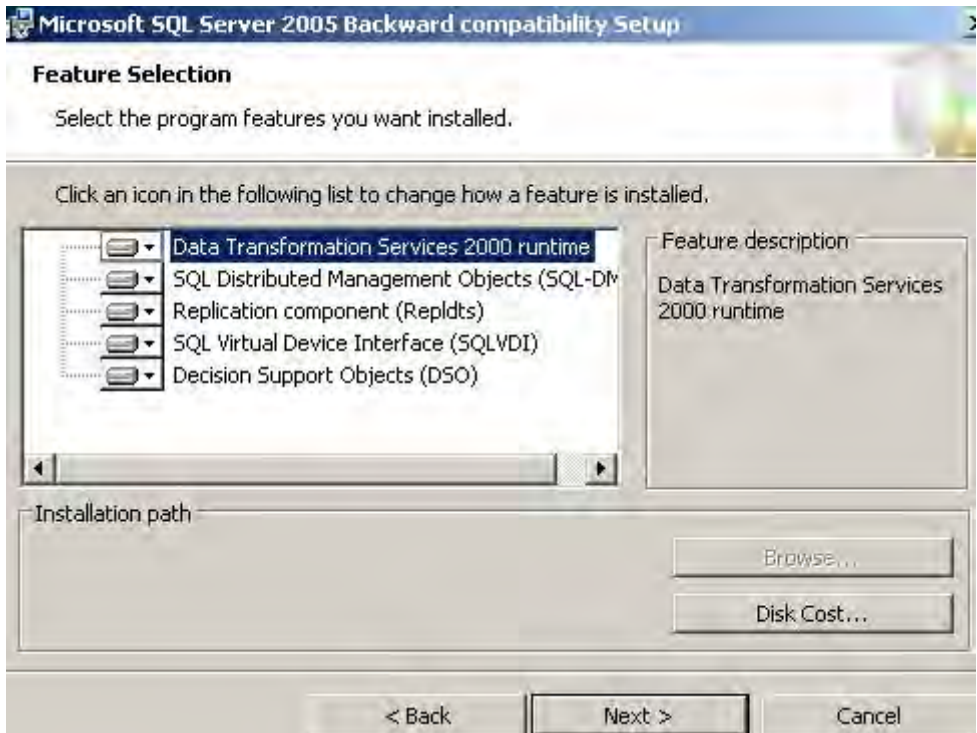 Microsoft SQL Server 2005 Backward compatibility Setup
Feature Selection
Select the program features you want installed.
Click an icon in the following list to change how a feature is installed.
Data Transformation Services 2000 runtime
SQL Distributed Management Objects (SQL-DM
Replication component (Repldts)
SQL Virtual Device Interface (SQLVDI)
Decision Support Objects (DSO)
Feature description
Data Transformation Services
2000 runtime
Installation path
Browse...
Disk Cost...
< Back
Next >
Cancel